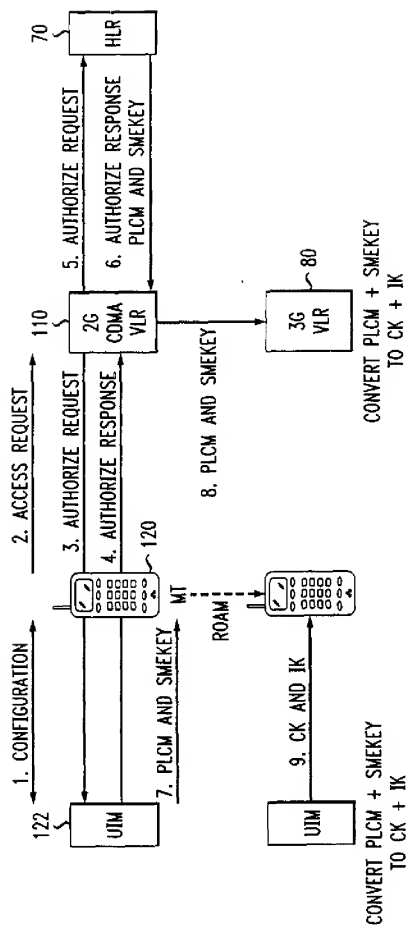 1. CONFIGURATION
2. ACCESS REQUEST
122
UIM
3. AUTHORIZE REQUEST
4. AUTHORIZE RESPONSE
120
MT
7. PLCM AND SMEKEY
ROAM
110
2G
CDMA
VLR
5. AUTHORIZE REQUEST
6. AUTHORIZE RESPONSE
PLCM AND SMEKEY
70
HLR
8. PLCM AND SMEKEY
80
3G
VLR
CONVERT PLCM + SMEKEY
TO CK + IK
UIM
9. CK AND IK
CONVERT PLCM + SMEKEY
TO CK + IK